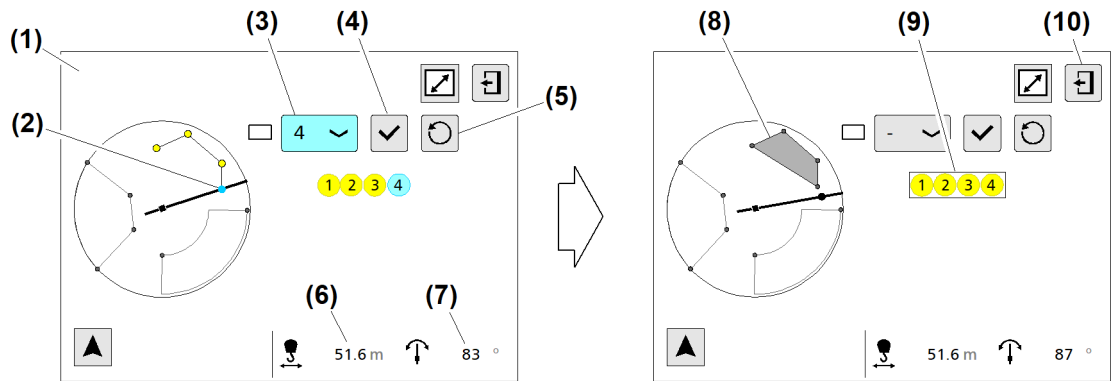 (3) (4) (8) (9) (10)
(1)
(5)
(2)
4 -
1 2 3 4 1 2 3 4
(6) (7)
51.6 m 83 ° 51.6 m 87 °